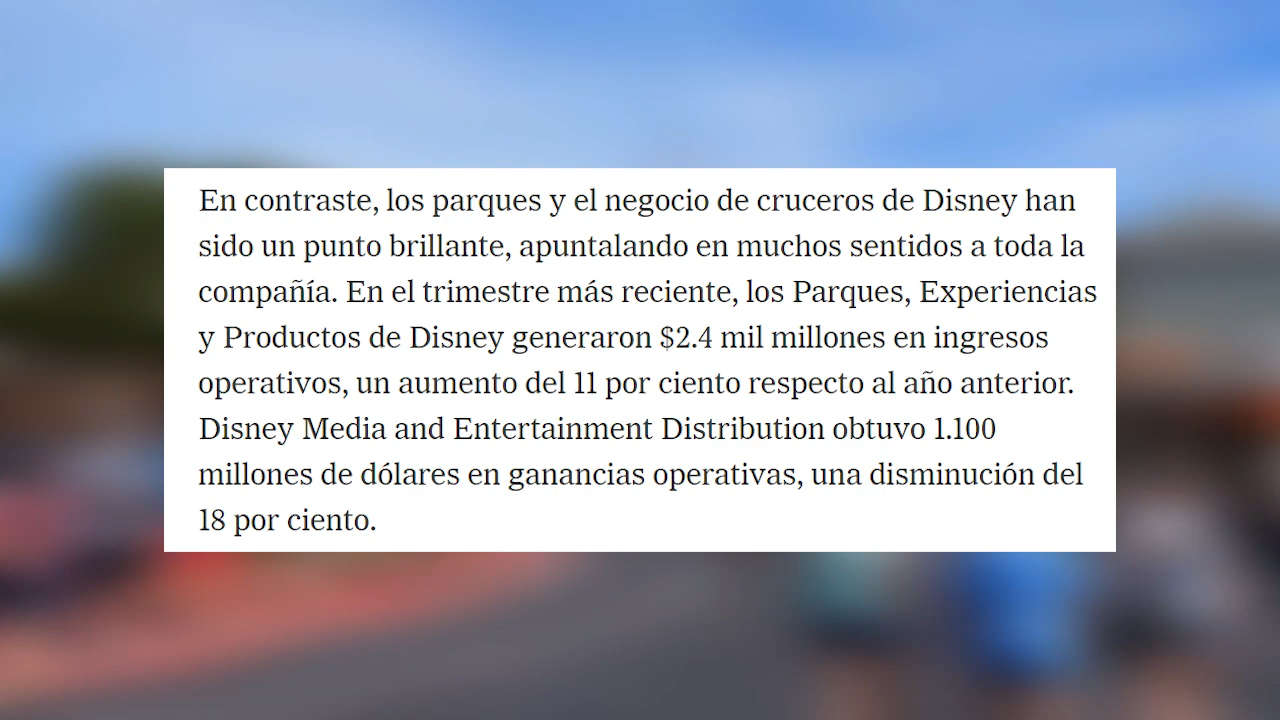 En contraste, los parques y el negocio de cruceros de Disney han
sido un punto brillante, apuntalando en muchos sentidos a toda la
compañía. En el trimestre más reciente, los Parques, Experiencias
y Productos de Disney generaron $2.4 mil millones en ingresos
operativos, un aumento del 11 por ciento respecto al año anterior.
Disney Media and Entertainment Distribution obtuvo 1.100
millones de dólares en ganancias operativas, una disminución del
18 por ciento.